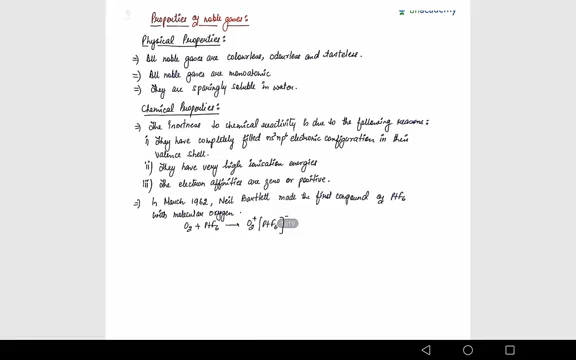 unacademy
Properties of noble gases
Physical Properties:
⇒ All noble gases are colourless, odourless and tasteless.
⇒ All noble gases are monoatomic
⇒ They are sparingly soluble in water.
Chemical Properties:
⇒ The Inertness to chemical reactivity is due to the following reasons:
i) They have completely filled ns²np⁶ electronic configuration in their
valence shell.
ii) They have very high ionisation energies
iii) The electron affinities are zero or positive.
⇒ In March 1962, Neil Bartlett made the first compound of PtF₆
with molecular oxygen.
O₂ + PtF₆ → O₂⁺ [PtF₆]⁻